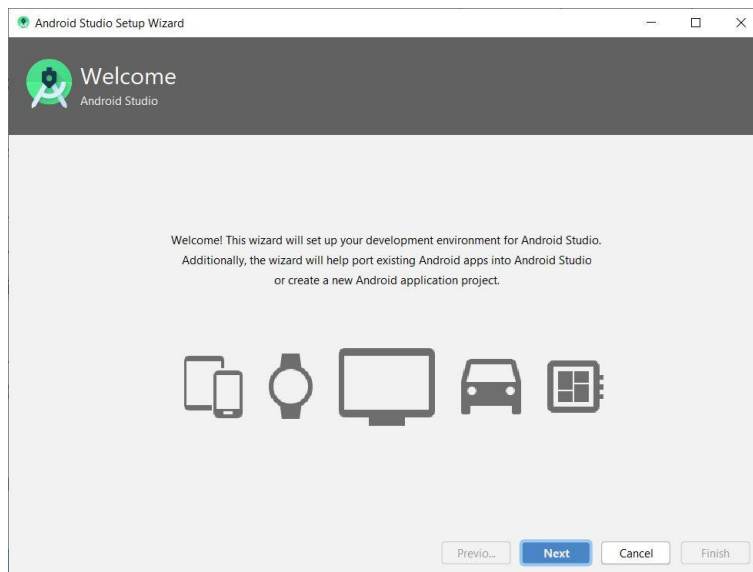 Android Studio Setup Wizard
Welcome
Android Studio
Welcome! This wizard will set up your development environment for Android Studio.
Additionally, the wizard will help port existing Android apps into Android Studio
or create a new Android application project.
Previo... Next Cancel Finish